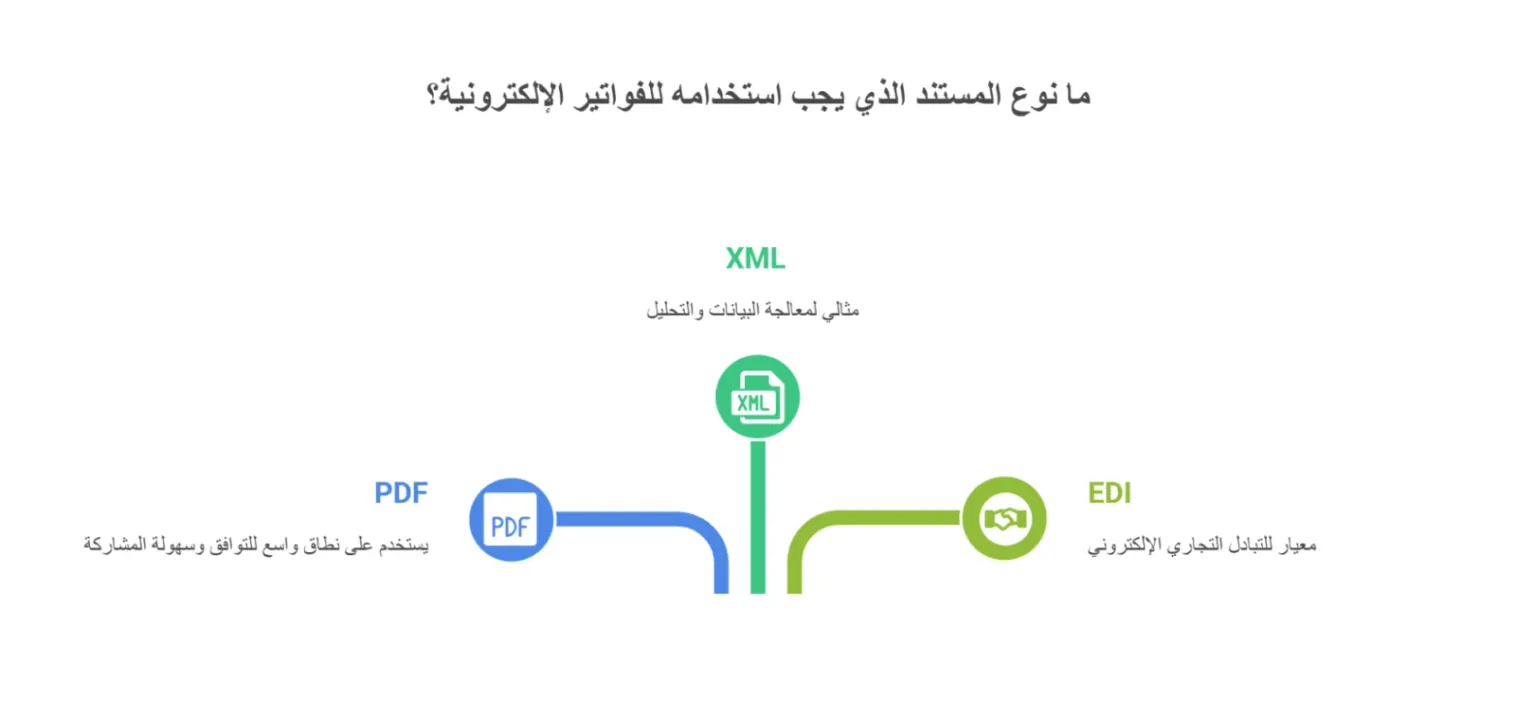 ما نوع المستند الذي يجب استخدامه للفواتير الإلكترونية؟
XML
مثالي لمعالجة البيانات والتحليل
XML
EDI
معيار للتبادل التجاري الإلكتروني
PDF
يستخدم على نطاق واسع للتوافق وسهولة المشاركة
PDF